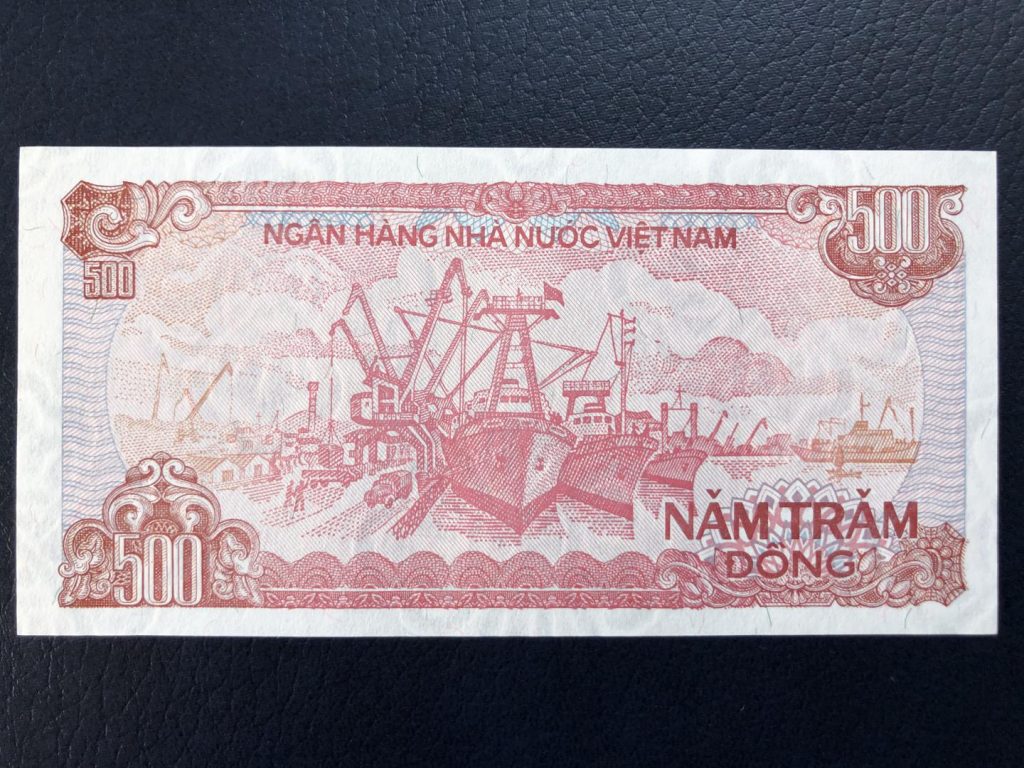 NGÂN HÀNG NHÀ NƯỚC VIỆT NAM
500
500
500
NĂM TRĂM
ĐỒNG